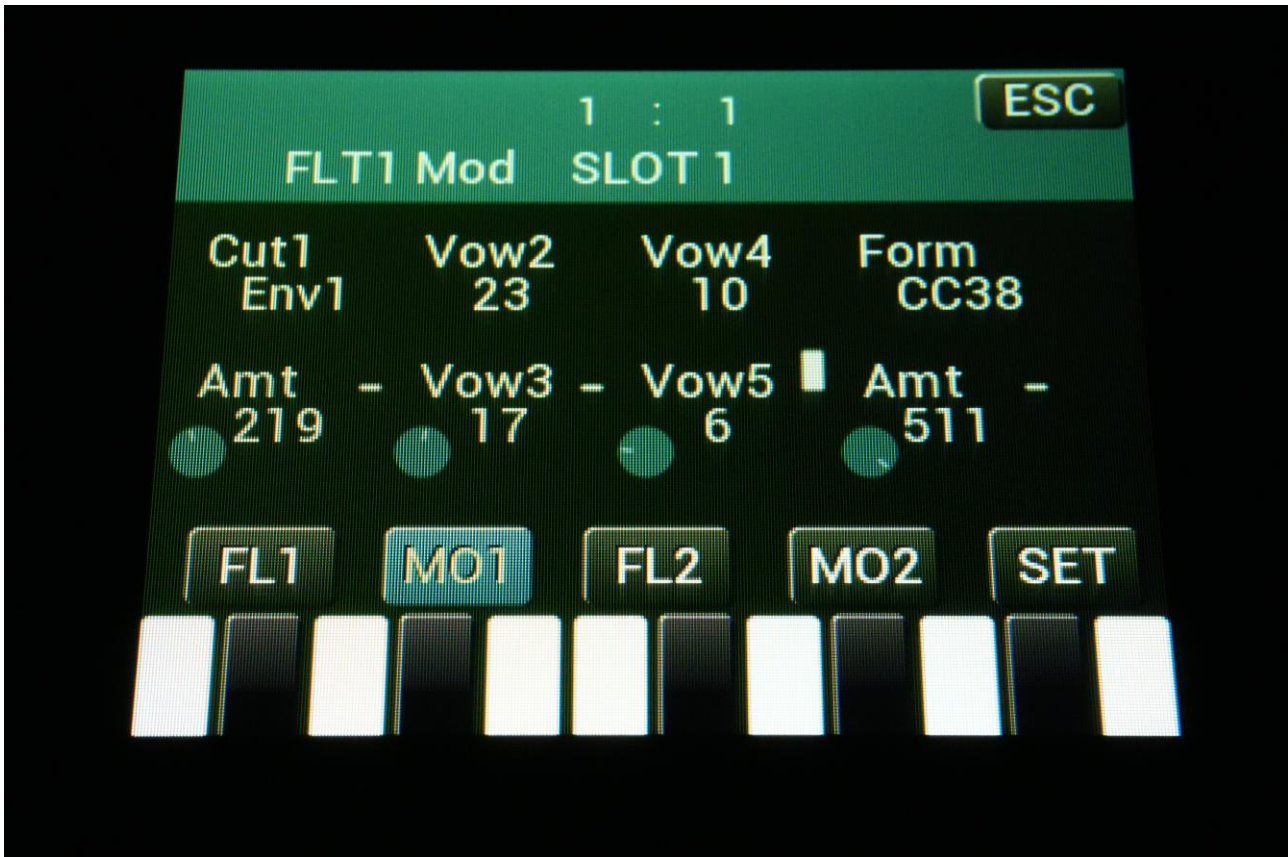 1 : 1
ESC
FLT1 Mod SLOT 1
Cut1 Vow2 Vow4 Form
Env1 23 10 CC38
Amt - Vow3 - Vow5 Amt -
219 17 6 511
FL1 MO1 FL2 MO2 SET